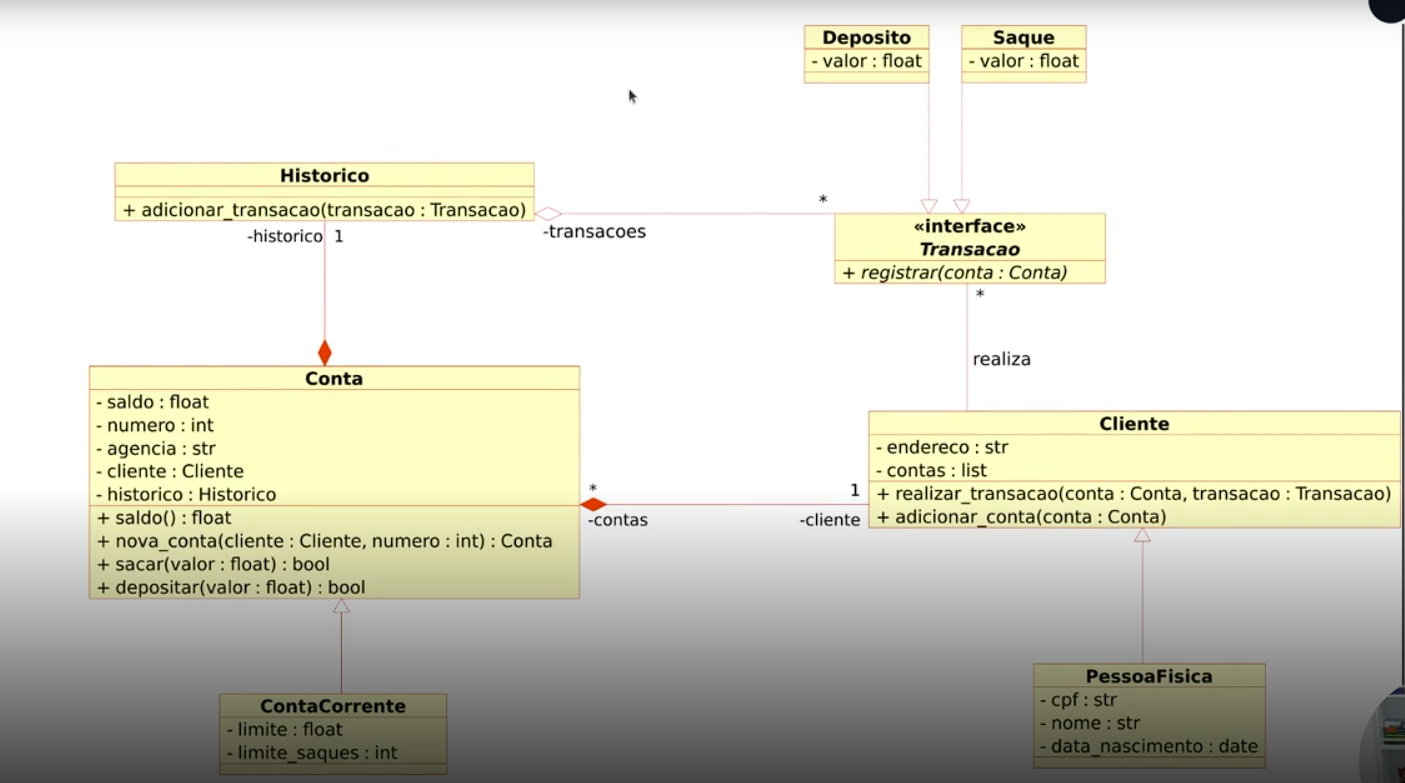 Deposito
- valor : float
Saque
- valor : float
Historico
+ adicionar_transacao(transacao : Transacao)
-historico 1
-transacoes
*
«interface»
Transacao
+ registrar(conta : Conta)
*
realiza
Conta
- saldo : float
- numero : int
- agencia : str
- cliente : Cliente
- historico : Historico
+ saldo() : float
+ nova_conta(cliente : Cliente, numero : int) : Conta
+ sacar(valor : float) : bool
+ depositar(valor : float) : bool
*
-contas
1
-cliente
Cliente
- endereco : str
- contas : list
+ realizar_transacao(conta : Conta, transacao : Transacao)
+ adicionar_conta(conta : Conta)
ContaCorrente
- limite : float
- limite_saques : int
PessoaFisica
- cpf : str
- nome : str
- data_nascimento : date